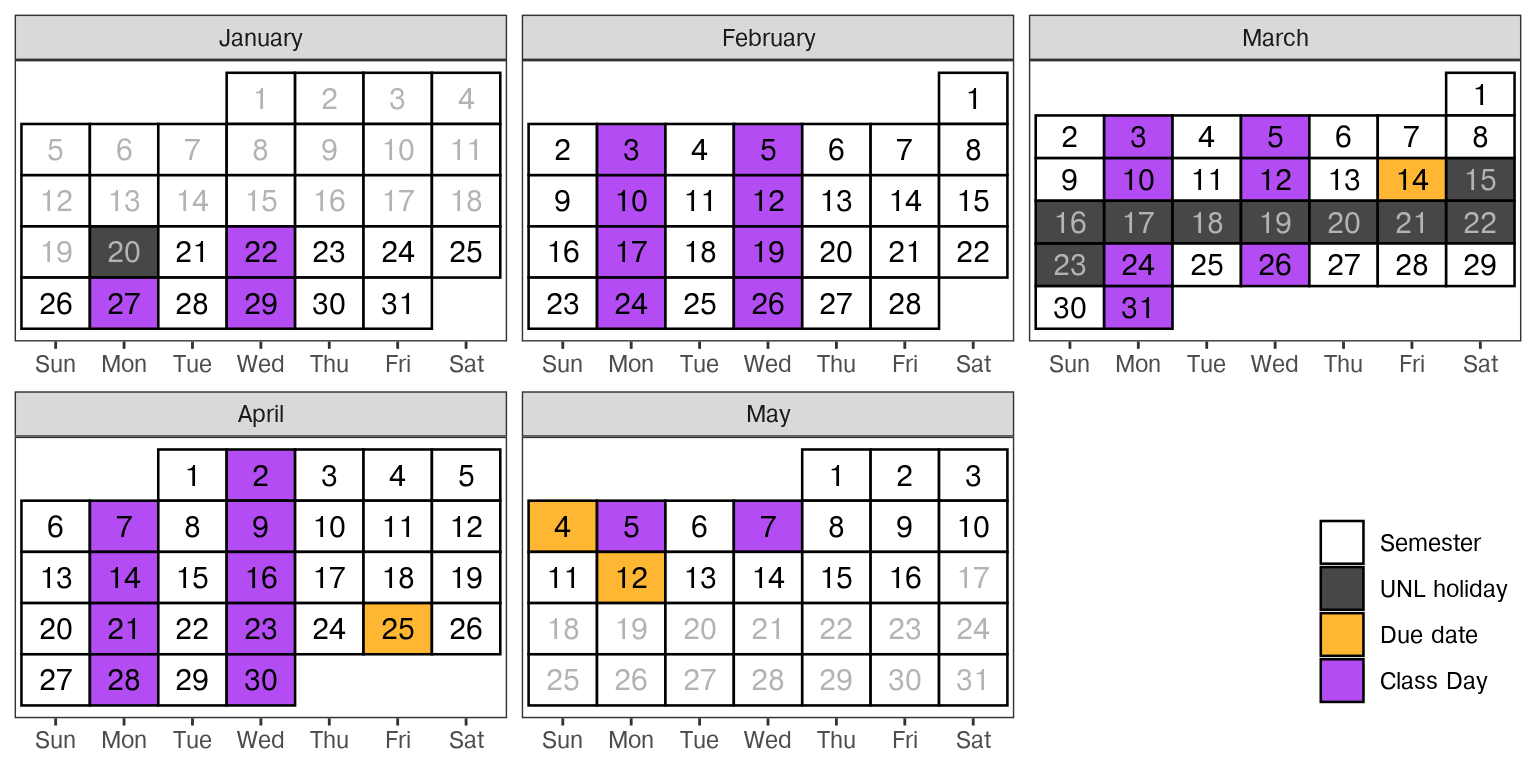 January
1 2 3 4
5 6 7 8 9 10 11
12 13 14 15 16 17 18
19 20 21 22 23 24 25
26 27 28 29 30 31
Sun Mon Tue Wed Thu Fri Sat
February
1
2 3 4 5 6 7 8
9 10 11 12 13 14 15
16 17 18 19 20 21 22
23 24 25 26 27 28
Sun Mon Tue Wed Thu Fri Sat
March
1
2 3 4 5 6 7 8
9 10 11 12 13 14 15
16 17 18 19 20 21 22
23 24 25 26 27 28 29
30 31
Sun Mon Tue Wed Thu Fri Sat
April
1 2 3 4 5
6 7 8 9 10 11 12
13 14 15 16 17 18 19
20 21 22 23 24 25 26
27 28 29 30
Sun Mon Tue Wed Thu Fri Sat
May
1 2 3
4 5 6 7 8 9 10
11 12 13 14 15 16 17
18 19 20 21 22 23 24
25 26 27 28 29 30 31
Sun Mon Tue Wed Thu Fri Sat
Semester
UNL holiday
Due date
Class Day